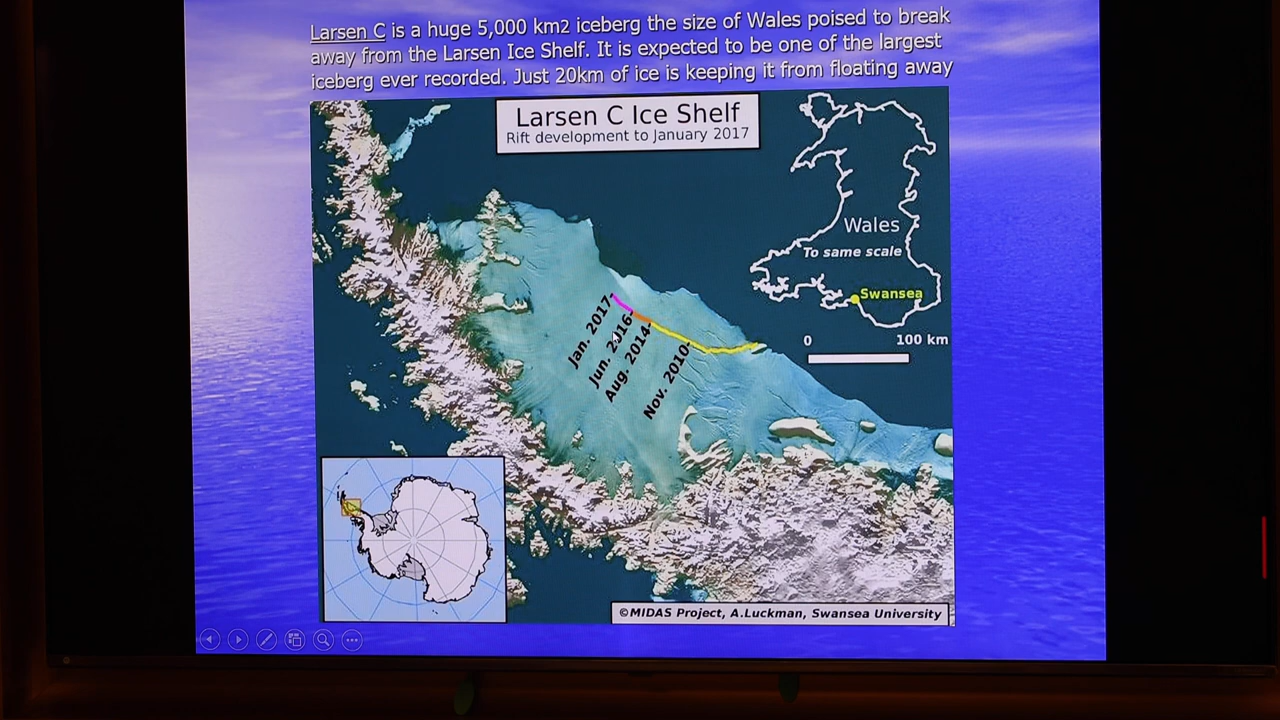 Larsen C is a huge 5,000 km2 iceberg the size of Wales poised to break
away from the Larsen Ice Shelf. It is expected to be one of the largest
iceberg ever recorded. Just 20km of ice is keeping it from floating away
Larsen C Ice Shelf
Rift development to January 2017
Wales
To same scale
Swansea
0 100 km
Jan. 2017
Jun. 2016
Aug. 2014
Nov. 2010
©MIDAS Project, A.Luckman, Swansea University